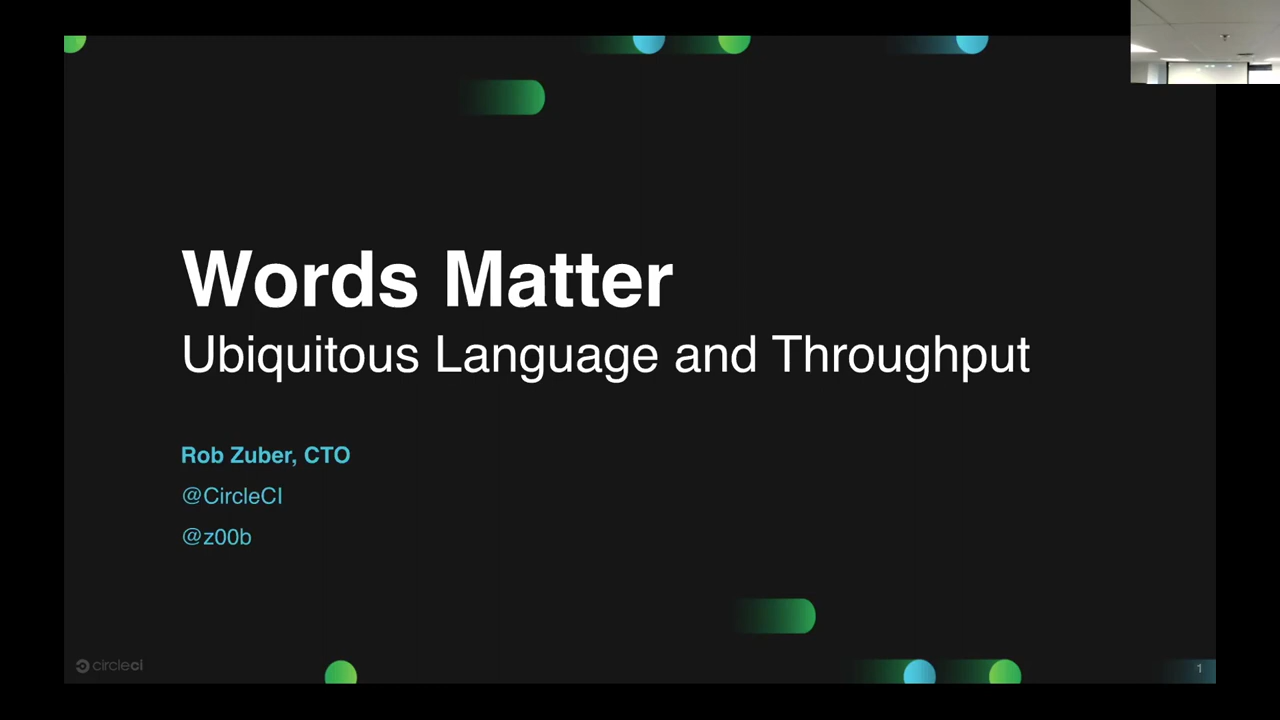 Words Matter
Ubiquitous Language and Throughput
Rob Zuber, CTO
@CircleCI
@z00b
circleci
1